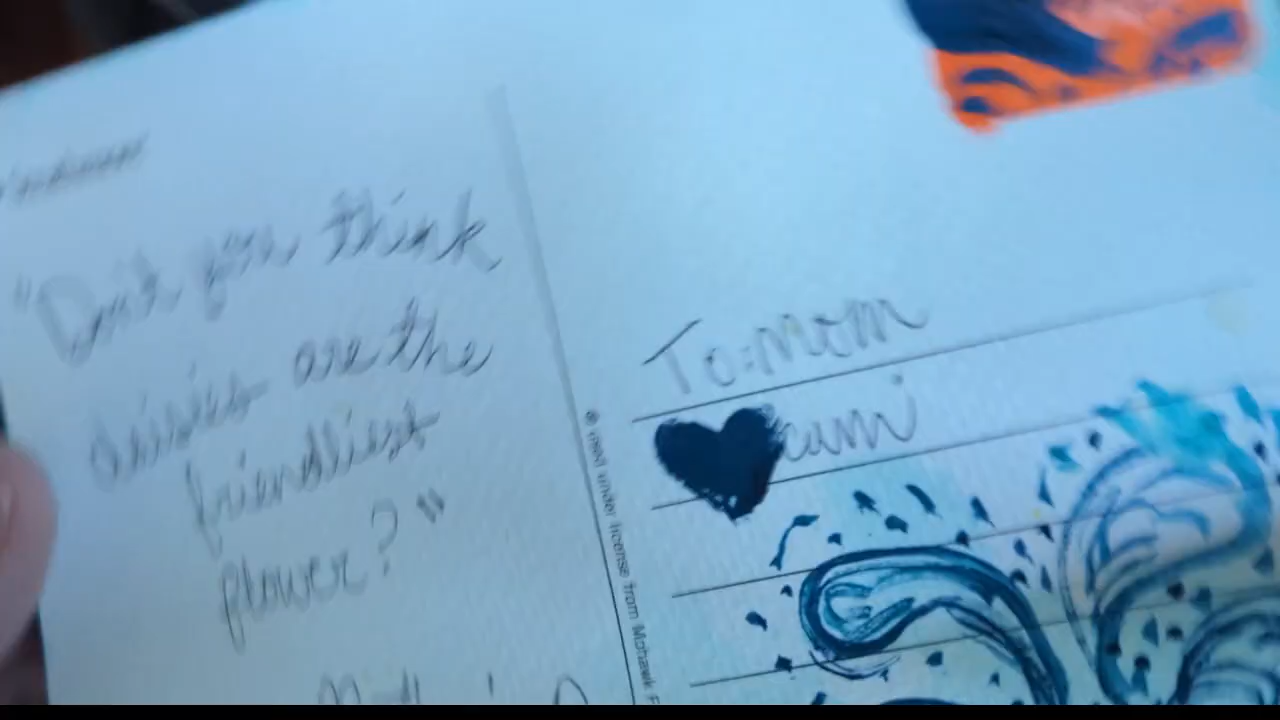 "Don't you think
daisies are the
friendliest
flower?"
To: Mom
cami
® used under license from Mohawk